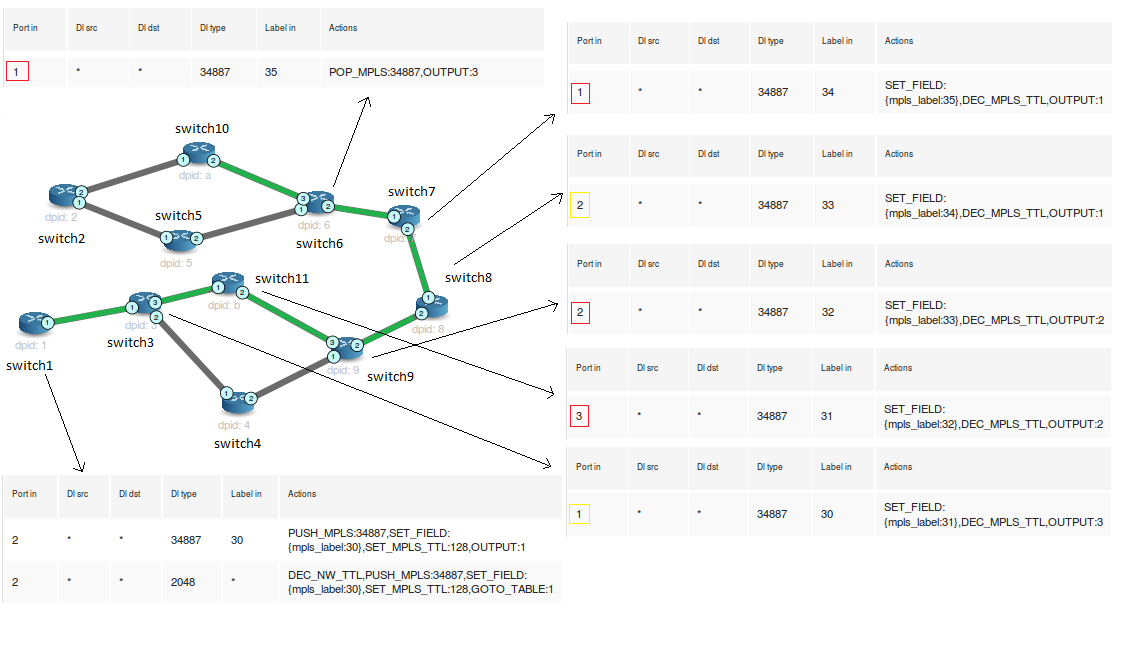 Port in Dl src Dl dst Dl type Label in Actions
1 * * 34887 35 POP_MPLS:34887,OUTPUT:3
Port in Dl src Dl dst Dl type Label in Actions
1 * * 34887 34 SET_FIELD:
{mpls_label:35},DEC_MPLS_TTL,OUTPUT:1
Port in Dl src Dl dst Dl type Label in Actions
2 * * 34887 33 SET_FIELD:
{mpls_label:34},DEC_MPLS_TTL,OUTPUT:1
Port in Dl src Dl dst Dl type Label in Actions
2 * * 34887 32 SET_FIELD:
{mpls_label:33},DEC_MPLS_TTL,OUTPUT:2
Port in Dl src Dl dst Dl type Label in Actions
3 * * 34887 31 SET_FIELD:
{mpls_label:32},DEC_MPLS_TTL,OUTPUT:2
Port in Dl src Dl dst Dl type Label in Actions
1 * * 34887 30 SET_FIELD:
{mpls_label:31},DEC_MPLS_TTL,OUTPUT:3
switch10
1 2
dpid: a
2
1
dpid: 2
switch2
switch5
1 2
dpid: 5
3
1 2
dpid: 6
switch6
switch7
1
2
dpid:
switch8
1
2
dpid: 8
switch11
1 2
dpid: b
1 3
2
dpid: 3
switch3
1
dpid: 1
switch1
3 2
1
dpid: 9
switch9
1 2
dpid: 4
switch4
Port in Dl src Dl dst Dl type Label in Actions
2 * * 34887 30 PUSH_MPLS:34887,SET_FIELD:
{mpls_label:30},SET_MPLS_TTL:128,OUTPUT:1
2 * * 2048 * DEC_NW_TTL,PUSH_MPLS:34887,SET_FIELD:
{mpls_label:30},SET_MPLS_TTL:128,GOTO_TABLE:1